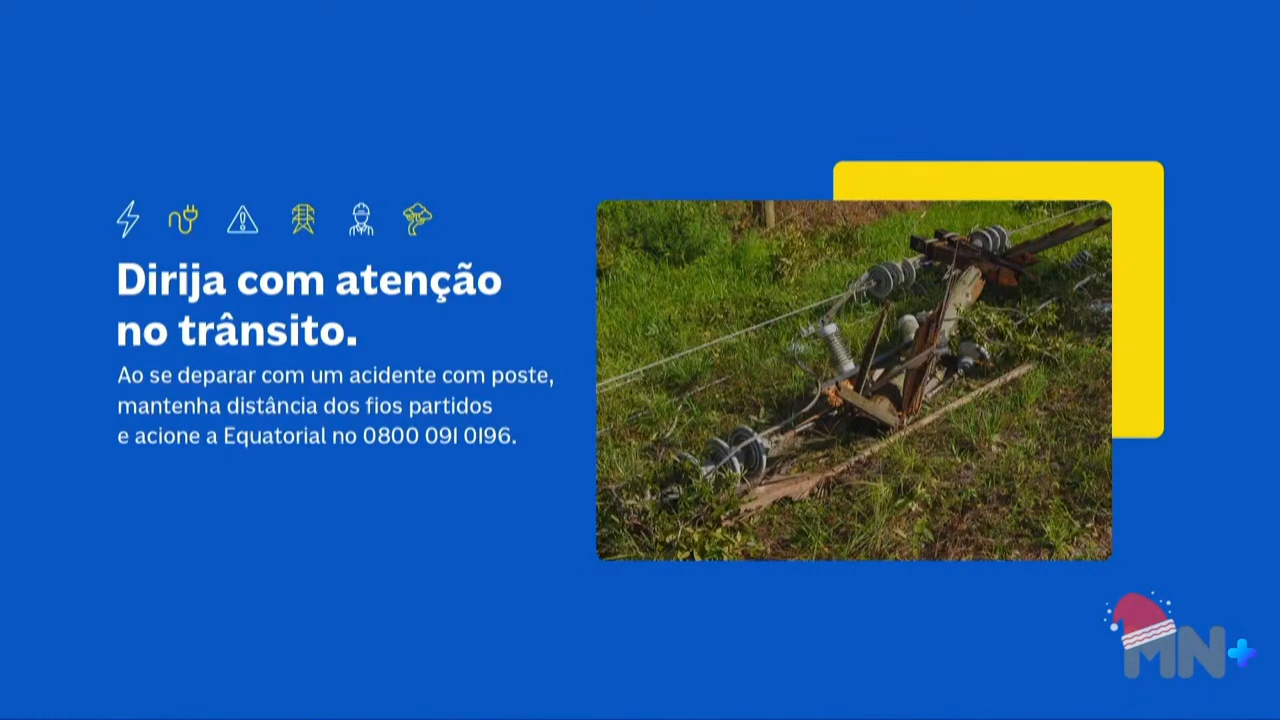 Dirija com atenção
no trânsito.
Ao se deparar com um acidente com poste,
mantenha distância dos fios partidos
e acione a Equatorial no 0800 091 0196.
MN+